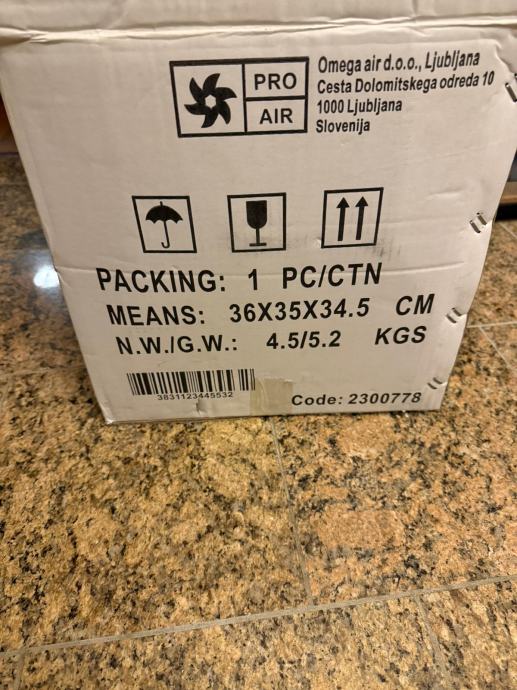 PRO
AIR
Omega air d.o.o., Ljubljana
Cesta Dolomitskega odreda 10
1000 Ljubljana
Slovenija
PACKING: 1 PC/CTN
MEANS: 36X35X34.5 CM
N.W./G.W.: 4.5/5.2 KGS
3831123445532
Code: 2300778